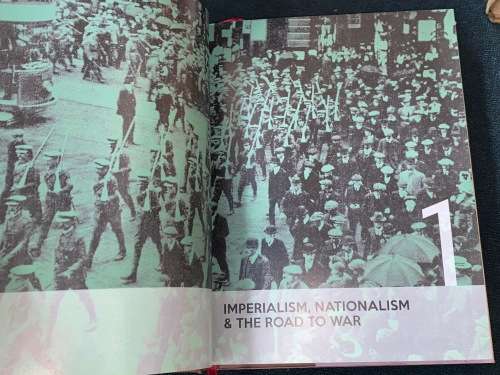 1
IMPERIALISM, NATIONALISM
& THE ROAD TO WAR